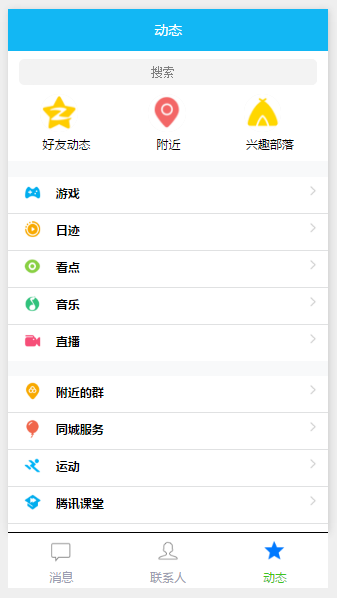 动态
搜索
好友动态 附近 兴趣部落
游戏
日迹
看点
音乐
直播
附近的群
同城服务
运动
腾讯课堂
消息 联系人 动态